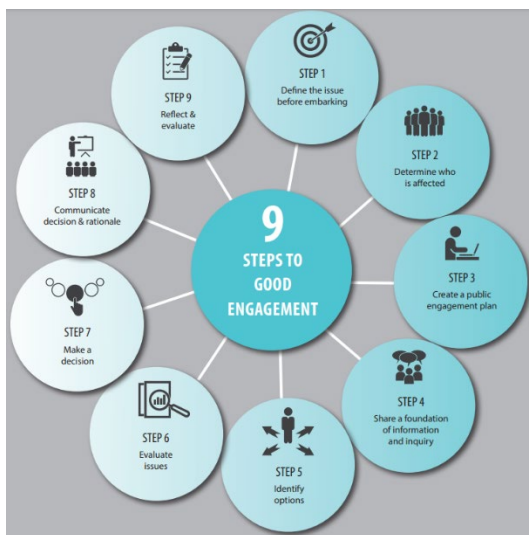 9
STEPS TO
GOOD
ENGAGEMENT
STEP 1
Define the issue
before embarking
STEP 2
Determine who
is affected
STEP 3
Create a public
engagement plan
STEP 4
Share a foundation
of information
and inquiry
STEP 5
Identify
options
STEP 6
Evaluate
issues
STEP 7
Make a
decision
STEP 8
Communicate
decision & rationale
STEP 9
Reflect &
evaluate